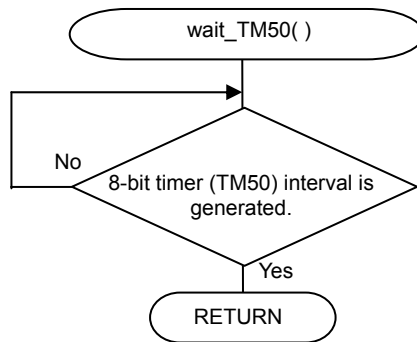 wait_TM50( )
No
8-bit timer (TM50) interval is
generated.
Yes
RETURN